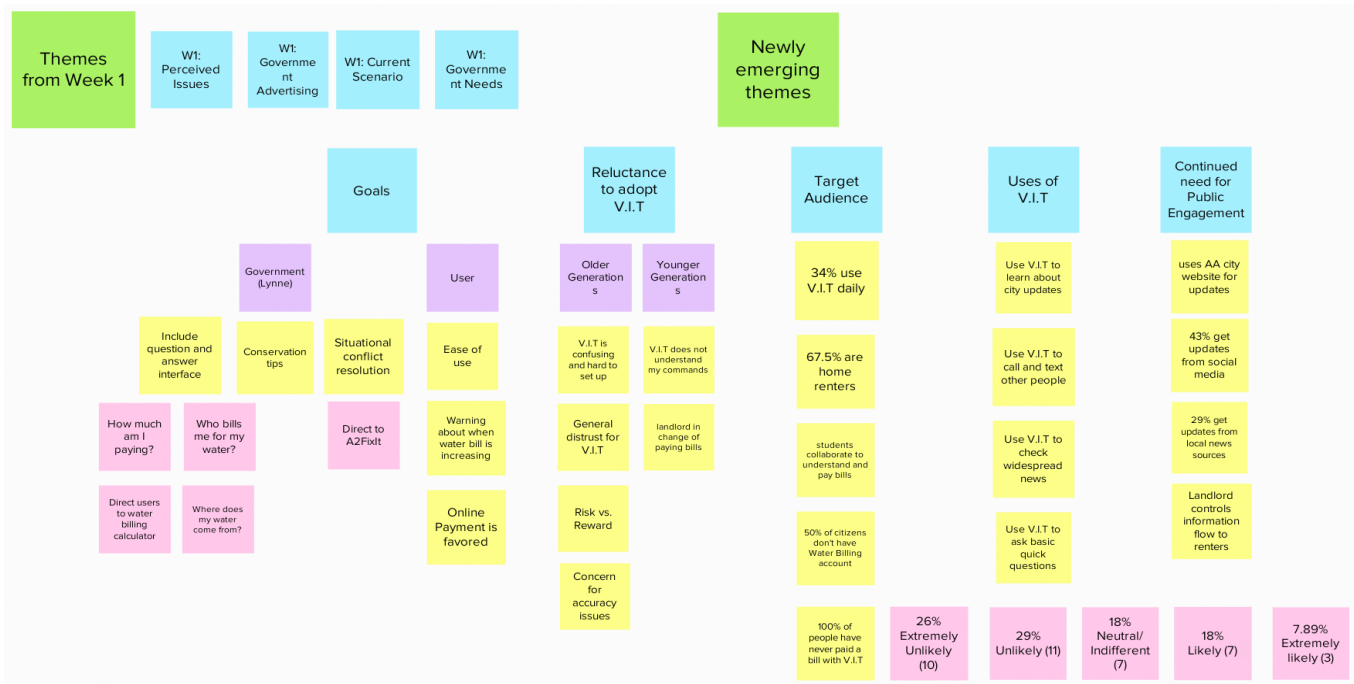 Themes
from Week 1
W1:
Perceived
Issues
W1:
Governme
nt
Advertising
W1: Current
Scenario
W1:
Governme
nt Needs
Newly
emerging
themes
Goals
Reluctance
to adopt
V.I.T
Target
Audience
Uses of
V.I.T
Continued
need for
Public
Engagement
Government
(Lynne)
User
Older
Generation
s
Younger
Generation
s
34% use
V.I.T daily
Use V.I.T to
learn about
city updates
uses AA city
website for
updates
Include
question and
answer
interface
Conservation
tips
Situational
conflict
resolution
Ease of
use
V.I.T is
confusing
and hard to
set up
V.I.T does not
understand
my commands
67.5% are
home
renters
Use V.I.T to
call and text
other people
43% get
updates
from social
media
How much
am I
paying?
Who bills
me for my
water?
Direct to
A2FixIt
Warning
about when
water bill is
increasing
General
distrust for
V.I.T
landlord in
change of
paying bills
students
collaborate to
understand and
pay bills
Use V.I.T to
check
widespread
news
29% get
updates from
local news
sources
Direct users
to water
billing
calculator
Where does
my water
come from?
Online
Payment is
favored
Risk vs.
Reward
50% of citizens
don't have
Water Billing
account
Use V.I.T to
ask basic
quick
questions
Landlord
controls
information
flow to
renters
Concern
for
accuracy
issues
100% of
people have
never paid a
bill with V.I.T
26%
Extremely
Unlikely
(10)
29%
Unlikely (11)
18%
Neutral/
Indifferent
(7)
18%
Likely (7)
7.89%
Extremely
likely (3)